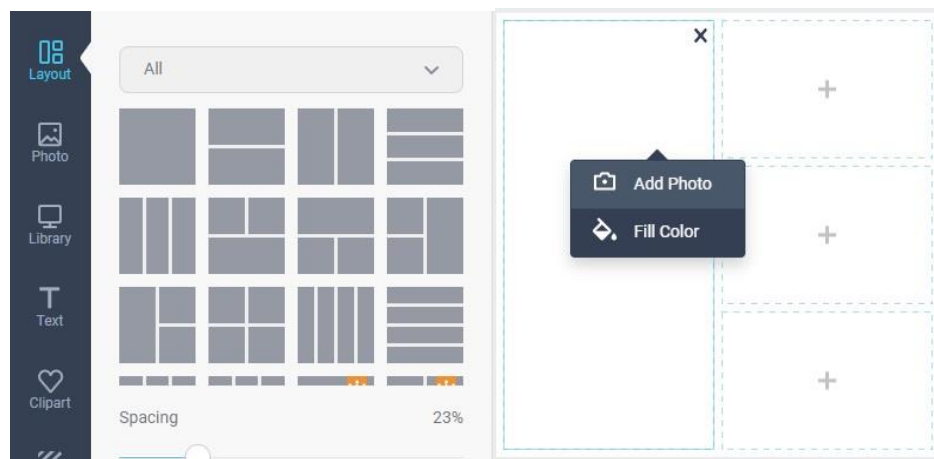 Layout
Photo
Library
Text
Clipart
All
Spacing 23%
X
Add Photo
Fill Color